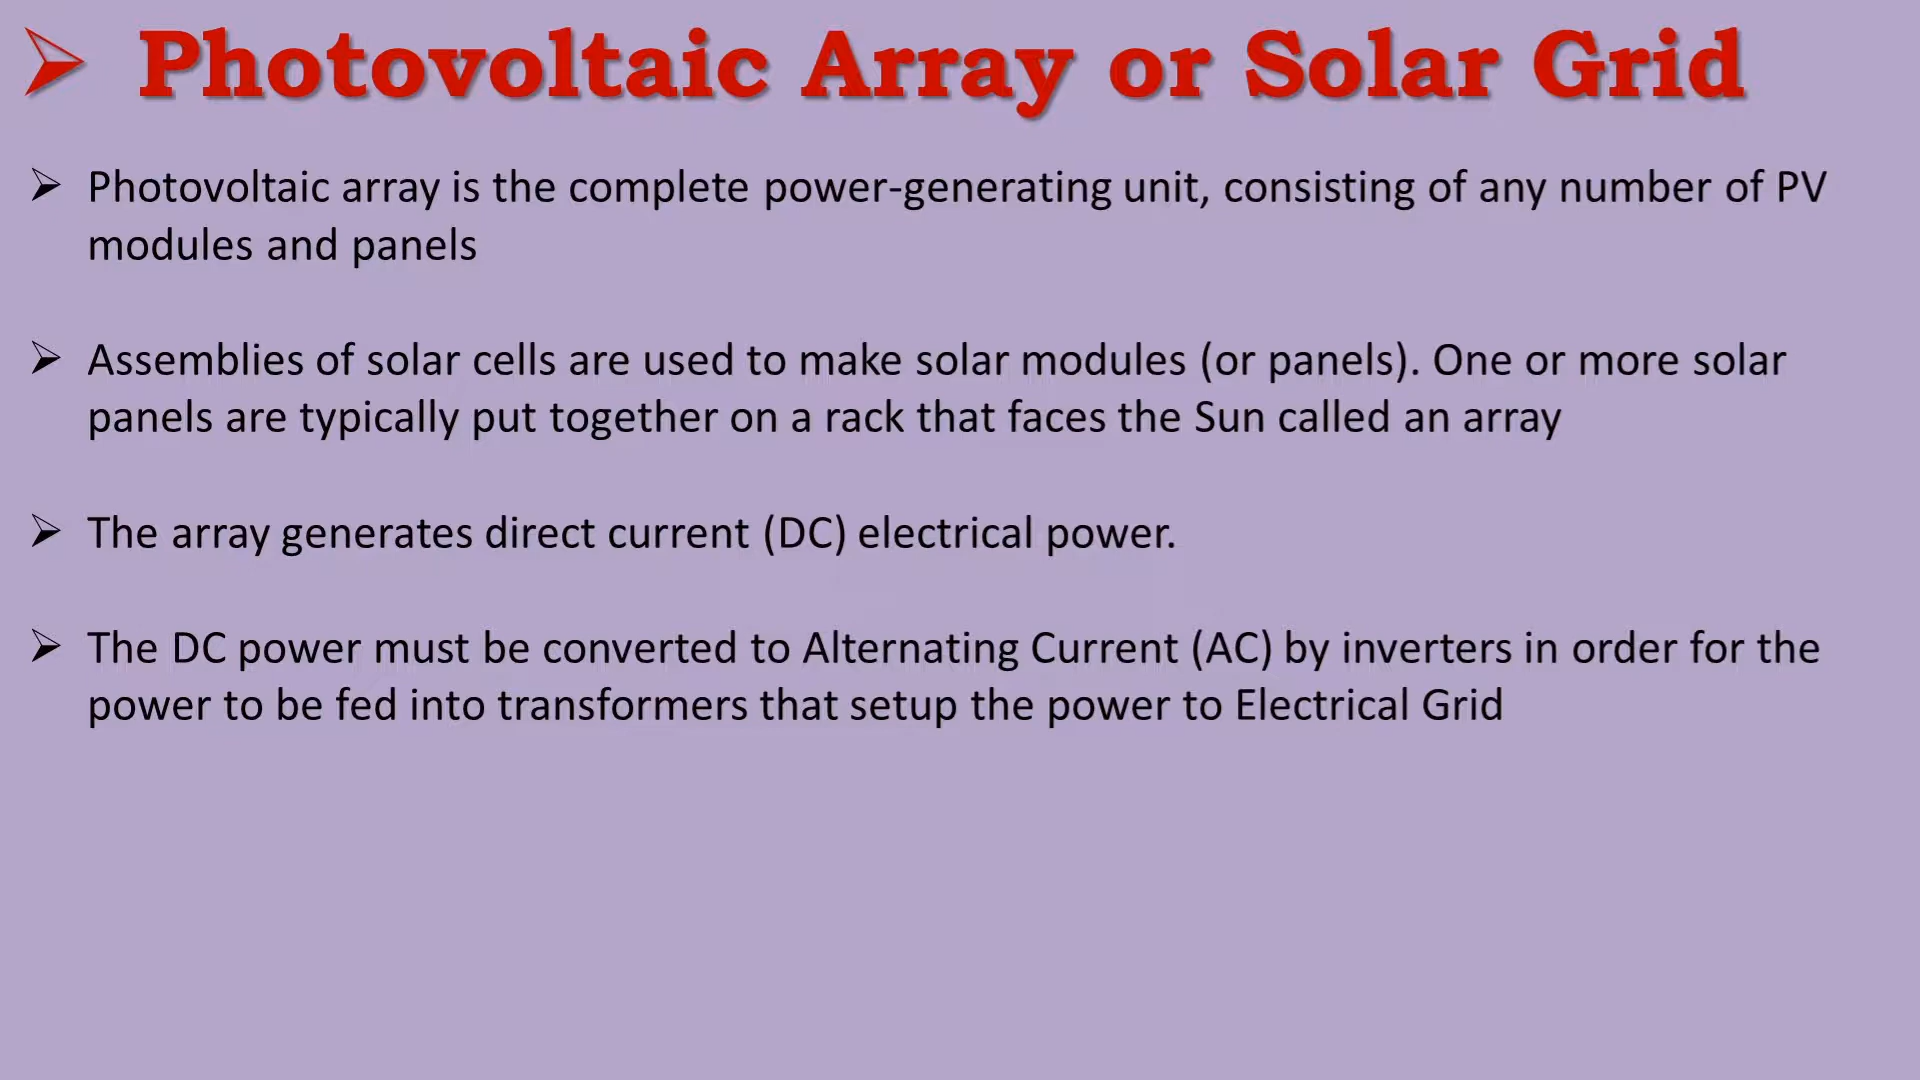 ➢ Photovoltaic Array or Solar Grid
➢ Photovoltaic array is the complete power-generating unit, consisting of any number of PV
modules and panels
➢ Assemblies of solar cells are used to make solar modules (or panels). One or more solar
panels are typically put together on a rack that faces the Sun called an array
➢ The array generates direct current (DC) electrical power.
➢ The DC power must be converted to Alternating Current (AC) by inverters in order for the
power to be fed into transformers that setup the power to Electrical Grid